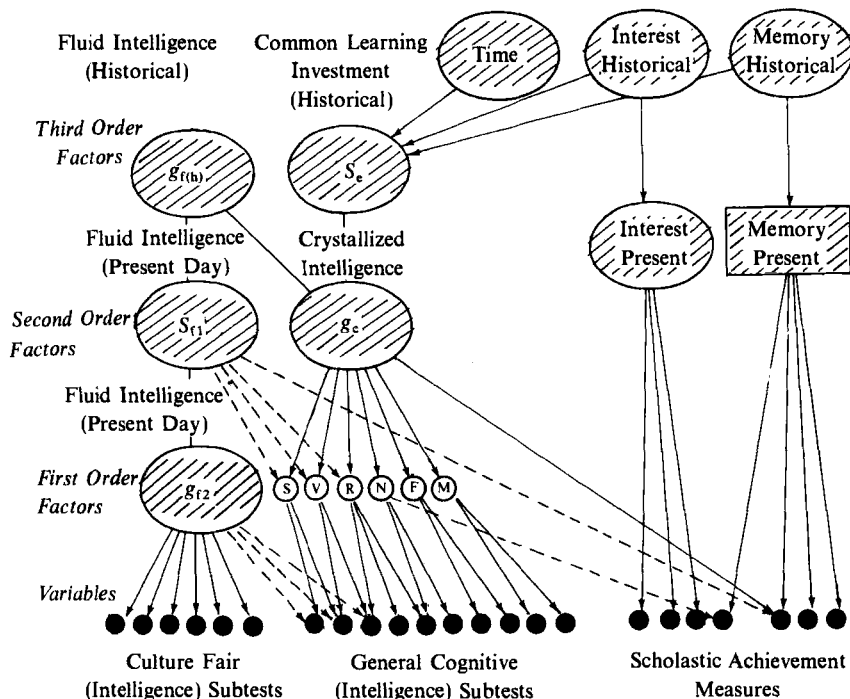 Fluid Intelligence
(Historical)
Common Learning
Investment
(Historical)
Time
Interest
Historical
Memory
Historical
Third Order
Factors
g_f(h)
S_e
Fluid Intelligence
(Present Day)
Crystallized
Intelligence
Interest
Present
Memory
Present
Second Order
Factors
S_f1
g_c
Fluid Intelligence
(Present Day)
First Order
Factors
g_f2
S
V
R
N
F
M
Variables
Culture Fair
(Intelligence) Subtests
General Cognitive
(Intelligence) Subtests
Scholastic Achievement
Measures